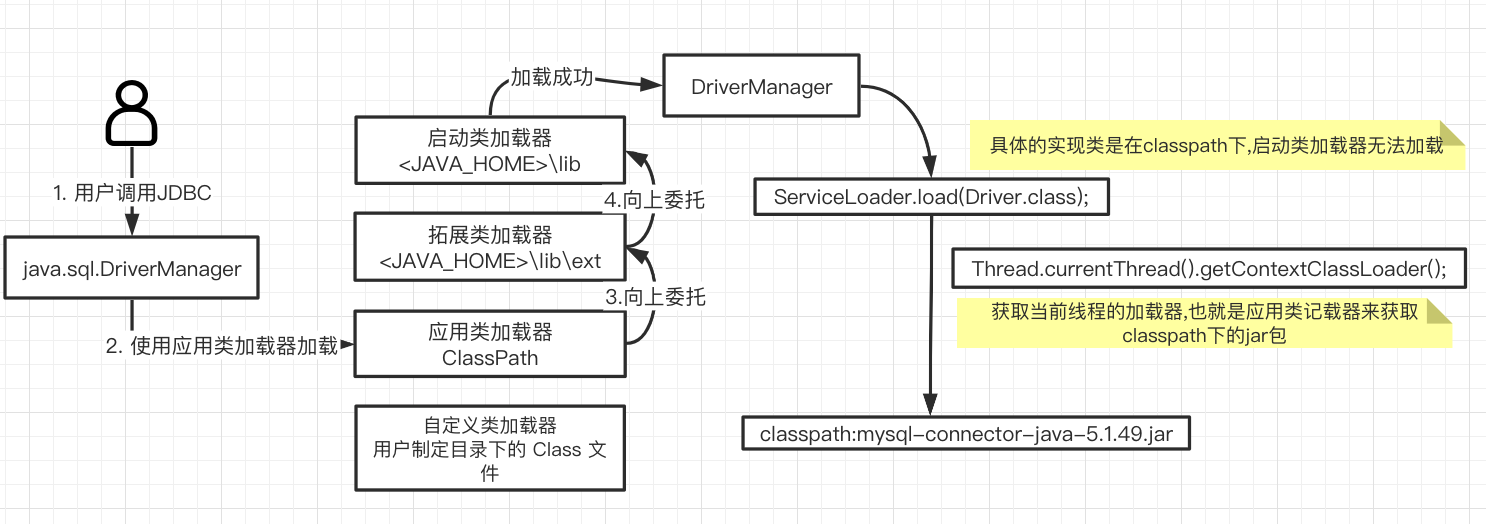 1. 用户调用JDBC
java.sql.DriverManager
2. 使用应用类加载器加载
启动类加载器
<JAVA_HOME>\lib
4.向上委托
拓展类加载器
<JAVA_HOME>\lib\ext
3.向上委托
应用类加载器
ClassPath
自定义类加载器
用户制定目录下的 Class 文
件
加载成功
DriverManager
具体的实现类是在classpath下,启动类加载器无法加载
ServiceLoader.load(Driver.class);
Thread.currentThread().getContextClassLoader();
获取当前线程的加载器,也就是应用类记载器来获取
classpath下的jar包
classpath:mysql-connector-java-5.1.49.jar